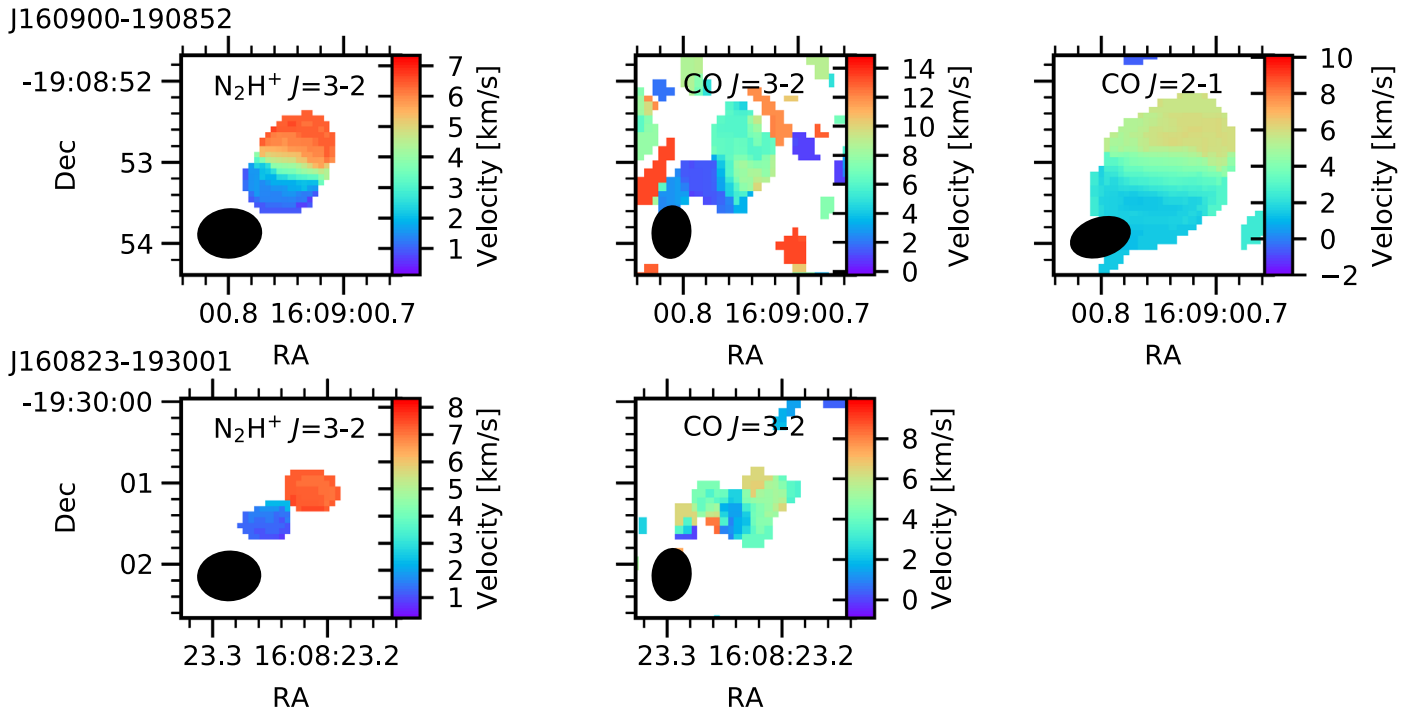 J160900-190852
N₂H⁺ J=3-2
CO J=3-2
CO J=2-1
-19:08:52
53
54
Dec
7
6
5
4
3
2
1
Velocity [km/s]
14
12
10
8
6
4
2
0
Velocity [km/s]
10
8
6
4
2
0
−2
Velocity [km/s]
00.8 16:09:00.7
00.8 16:09:00.7
00.8 16:09:00.7
RA
RA
RA
J160823-193001
N₂H⁺ J=3-2
CO J=3-2
-19:30:00
01
02
Dec
8
7
6
5
4
3
2
1
Velocity [km/s]
8
6
4
2
0
Velocity [km/s]
23.3 16:08:23.2
23.3 16:08:23.2
RA
RA